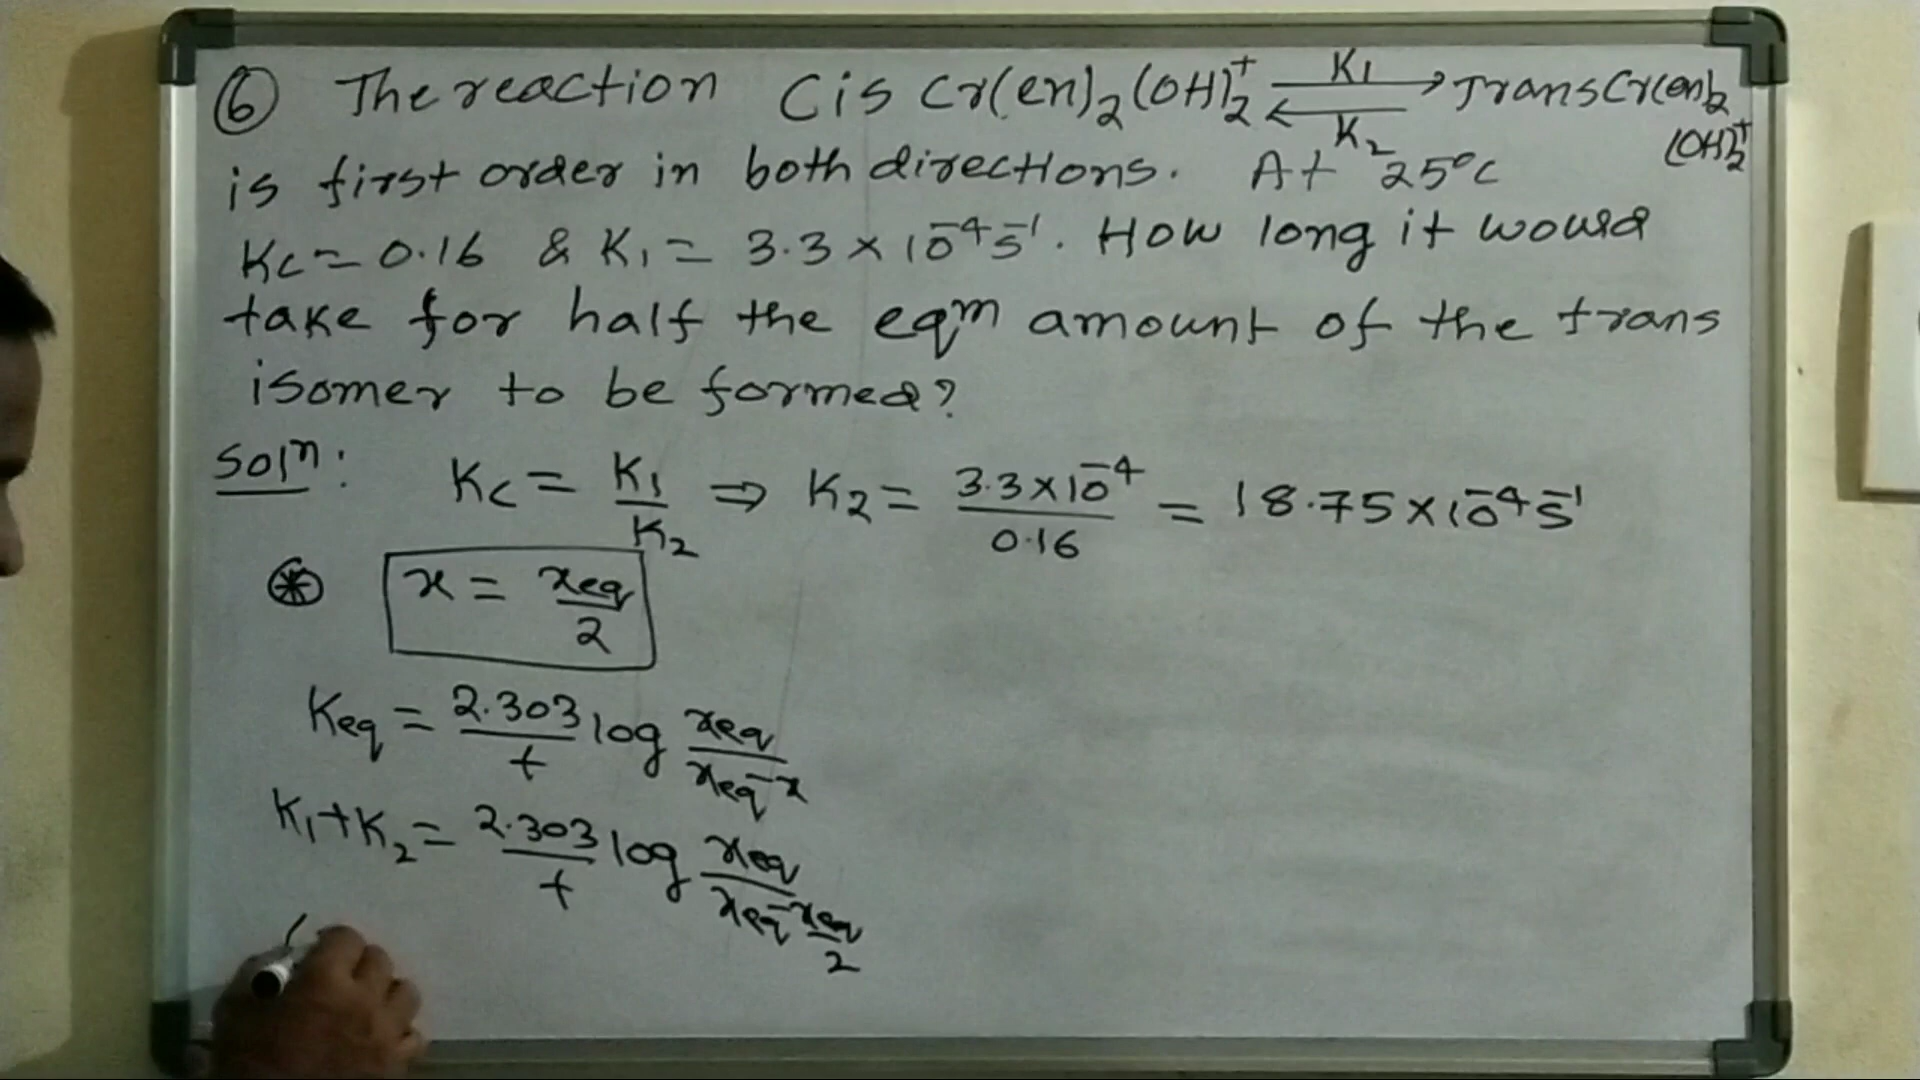 ⑥ The reaction Cis Cr(en)₂(OH)₂⁺ ⇌ Trans Cr(en)₂ (OH)₂⁺
K₁
K₂
is first order in both directions. At 25°C
Kc = 0.16 & K₁ = 3.3 × 10⁻⁴ s⁻¹. How long it would
take for half the eqᵐ amount of the trans
isomer to be formed?
Solⁿ: Kc = K₁/K₂ ⇒ K₂ = 3.3×10⁻⁴/0.16 = 18.75×10⁻⁴ s⁻¹
⊛ x = xeq/2
Keq = 2.303/t log xeq/(xeq-x)
K₁+K₂ = 2.303/t log xeq/(xeq-xeq/2)
(